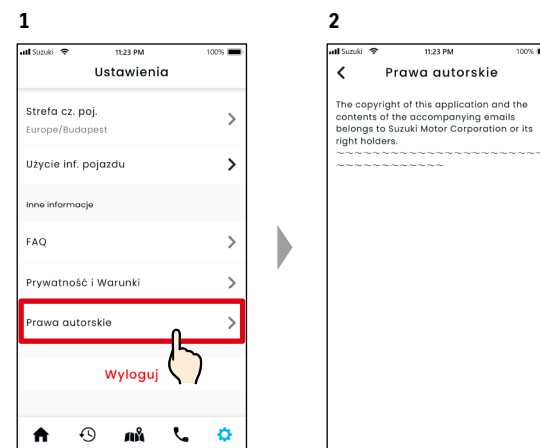 1
Suzuki 11:23 PM 100%
Ustawienia
Strefa cz. poj.
Europe/Budapest
Użycie inf. pojazdu
Inne informacje
FAQ
Prywatność i Warunki
Prawa autorskie
Wyloguj
2
Suzuki 11:23 PM 100%
Prawa autorskie
The copyright of this application and the
contents of the accompanying emails
belongs to Suzuki Motor Corporation or its
right holders.
~~~~~~~~~~~~~~~~~~~~~~~
~~~~~~~~~~~~